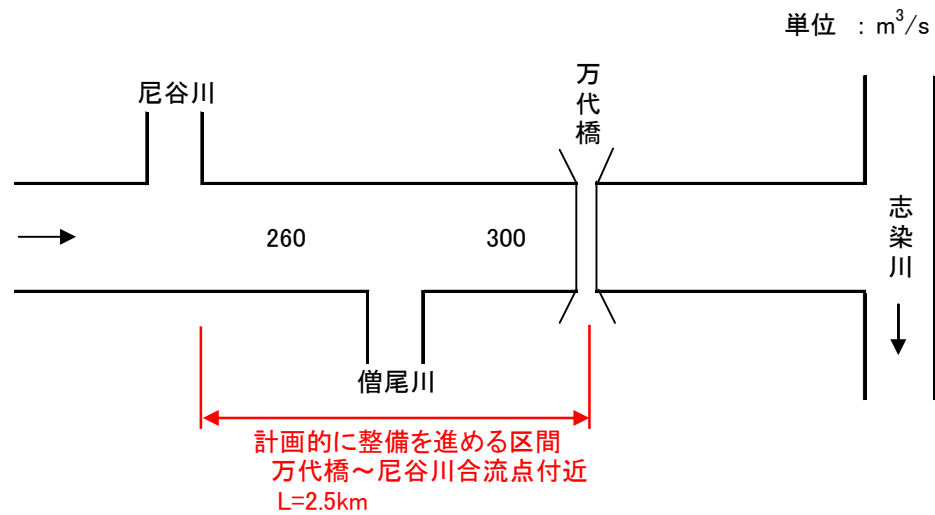 単位 : m³/s
尼谷川
万代橋
260
300
志染川
僧尾川
計画的に整備を進める区間
万代橋～尼谷川合流点付近
L=2.5km